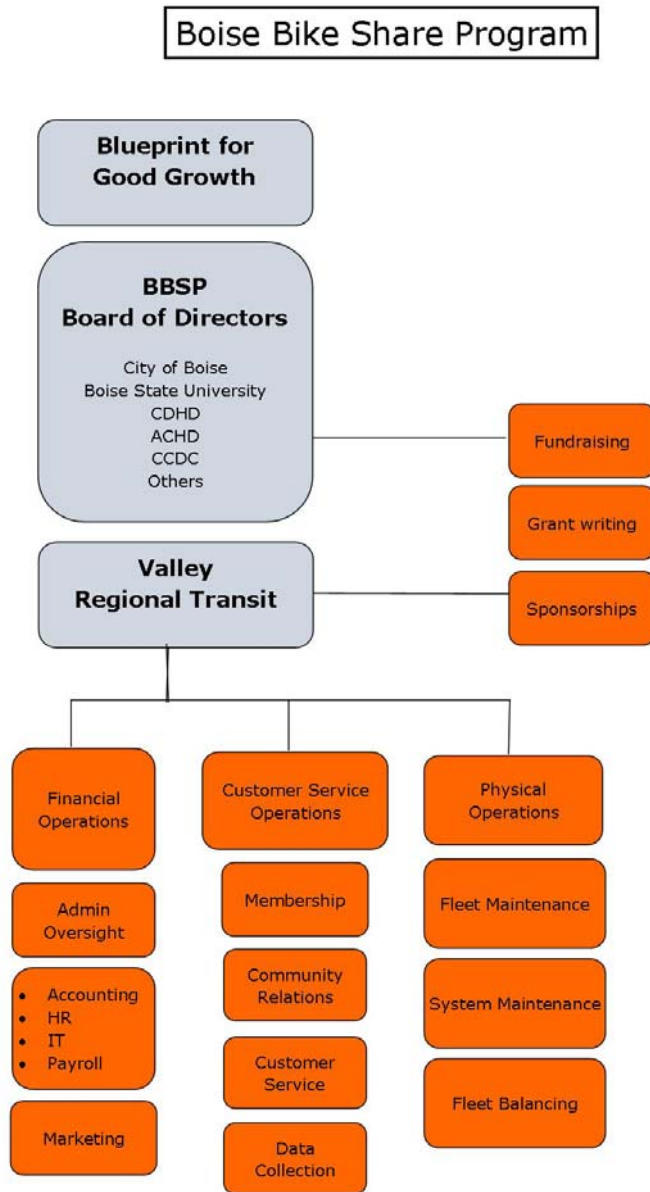 Boise Bike Share Program
Blueprint for
Good Growth
BBSP
Board of Directors
City of Boise
Boise State University
CDHD
ACHD
CCDC
Others
Fundraising
Grant writing
Valley
Regional Transit
Sponsorships
Financial
Operations
Admin
Oversight
• Accounting
• HR
• IT
• Payroll
Marketing
Customer Service
Operations
Membership
Community
Relations
Customer
Service
Data
Collection
Physical
Operations
Fleet Maintenance
System Maintenance
Fleet Balancing